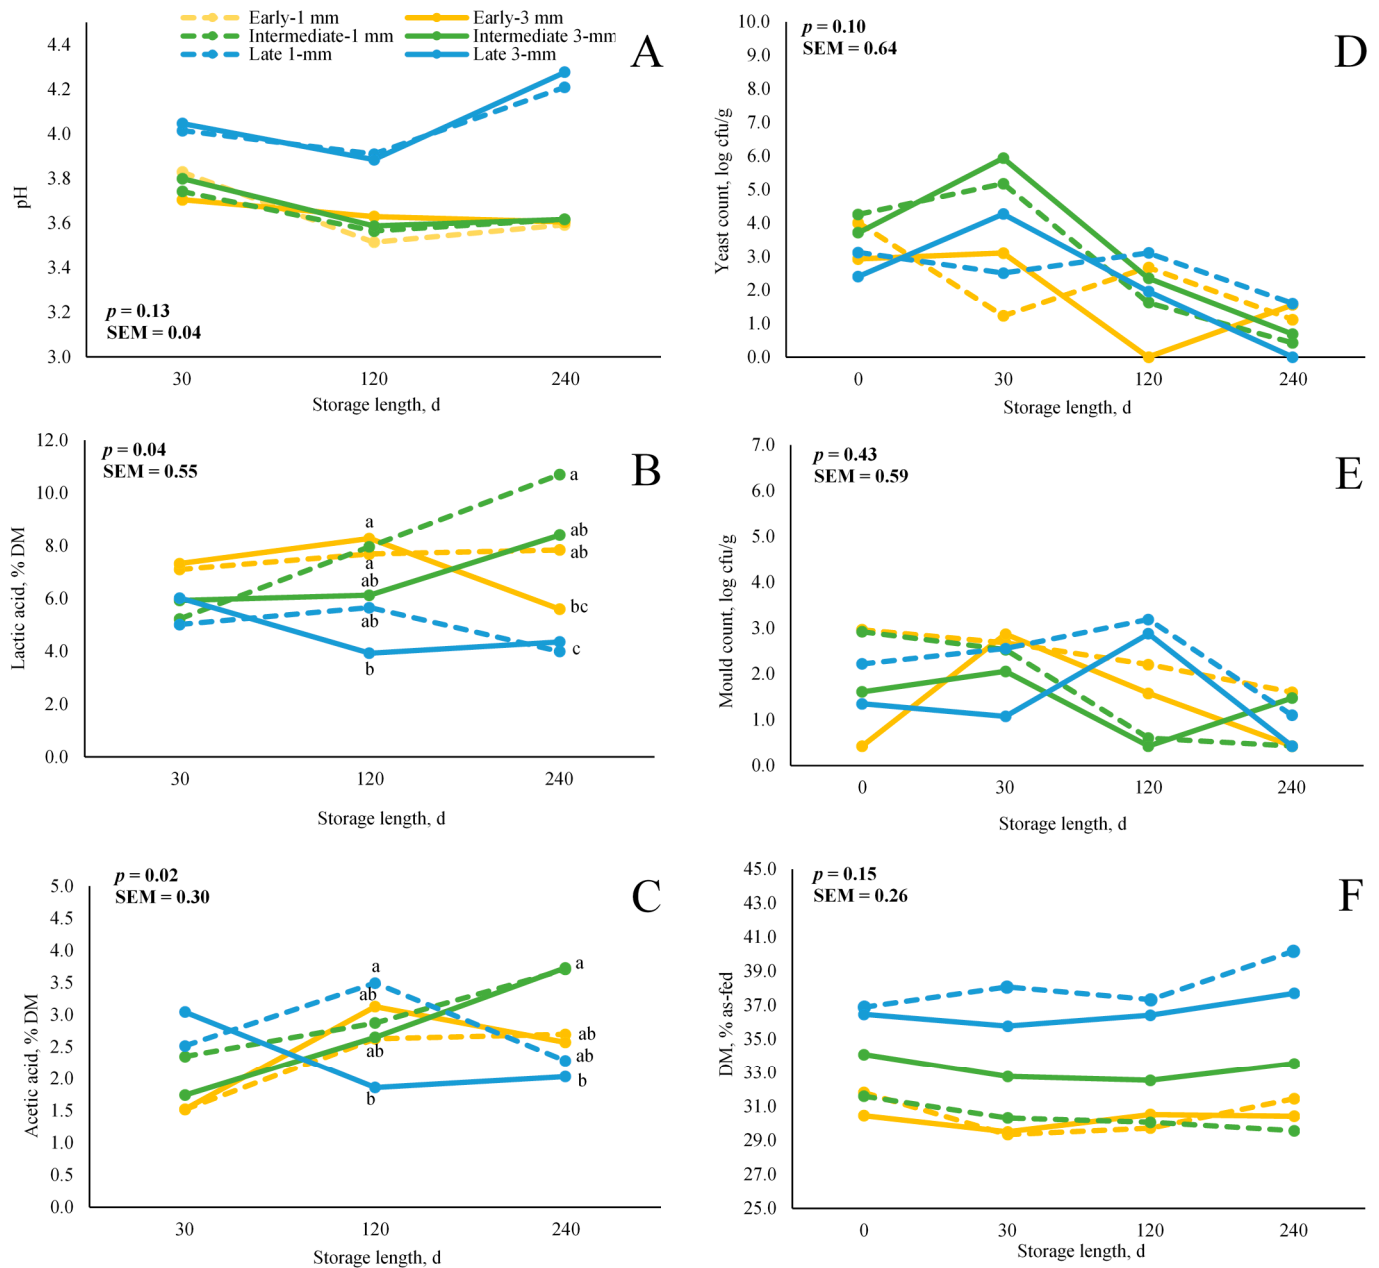 Early-1 mm
Early-3 mm
Intermediate-1 mm
Intermediate 3-mm
Late 1-mm
Late 3-mm
A
4.4
4.2
4.0
3.8
3.6
3.4
3.2
3.0
pH
p = 0.13
SEM = 0.04
30 120 240
Storage length, d
D
p = 0.10
SEM = 0.64
10.0
9.0
8.0
7.0
6.0
5.0
4.0
3.0
2.0
1.0
0.0
Yeast count, log cfu/g
0 30 120 240
Storage length, d
B
p = 0.04
SEM = 0.55
12.0
10.0
8.0
6.0
4.0
2.0
0.0
Lactic acid, % DM
a
a
ab
ab
b
a
ab
ab
bc
c
30 120 240
Storage length, d
E
p = 0.43
SEM = 0.59
7.0
6.0
5.0
4.0
3.0
2.0
1.0
0.0
Mould count, log cfu/g
0 30 120 240
Storage length, d
C
p = 0.02
SEM = 0.30
5.0
4.5
4.0
3.5
3.0
2.5
2.0
1.5
1.0
0.5
0.0
Acetic acid, % DM
a
ab
ab
b
a
ab
ab
b
30 120 240
Storage length, d
F
p = 0.15
SEM = 0.26
45.0
43.0
41.0
39.0
37.0
35.0
33.0
31.0
29.0
27.0
25.0
DM, % as-fed
0 30 120 240
Storage length, d